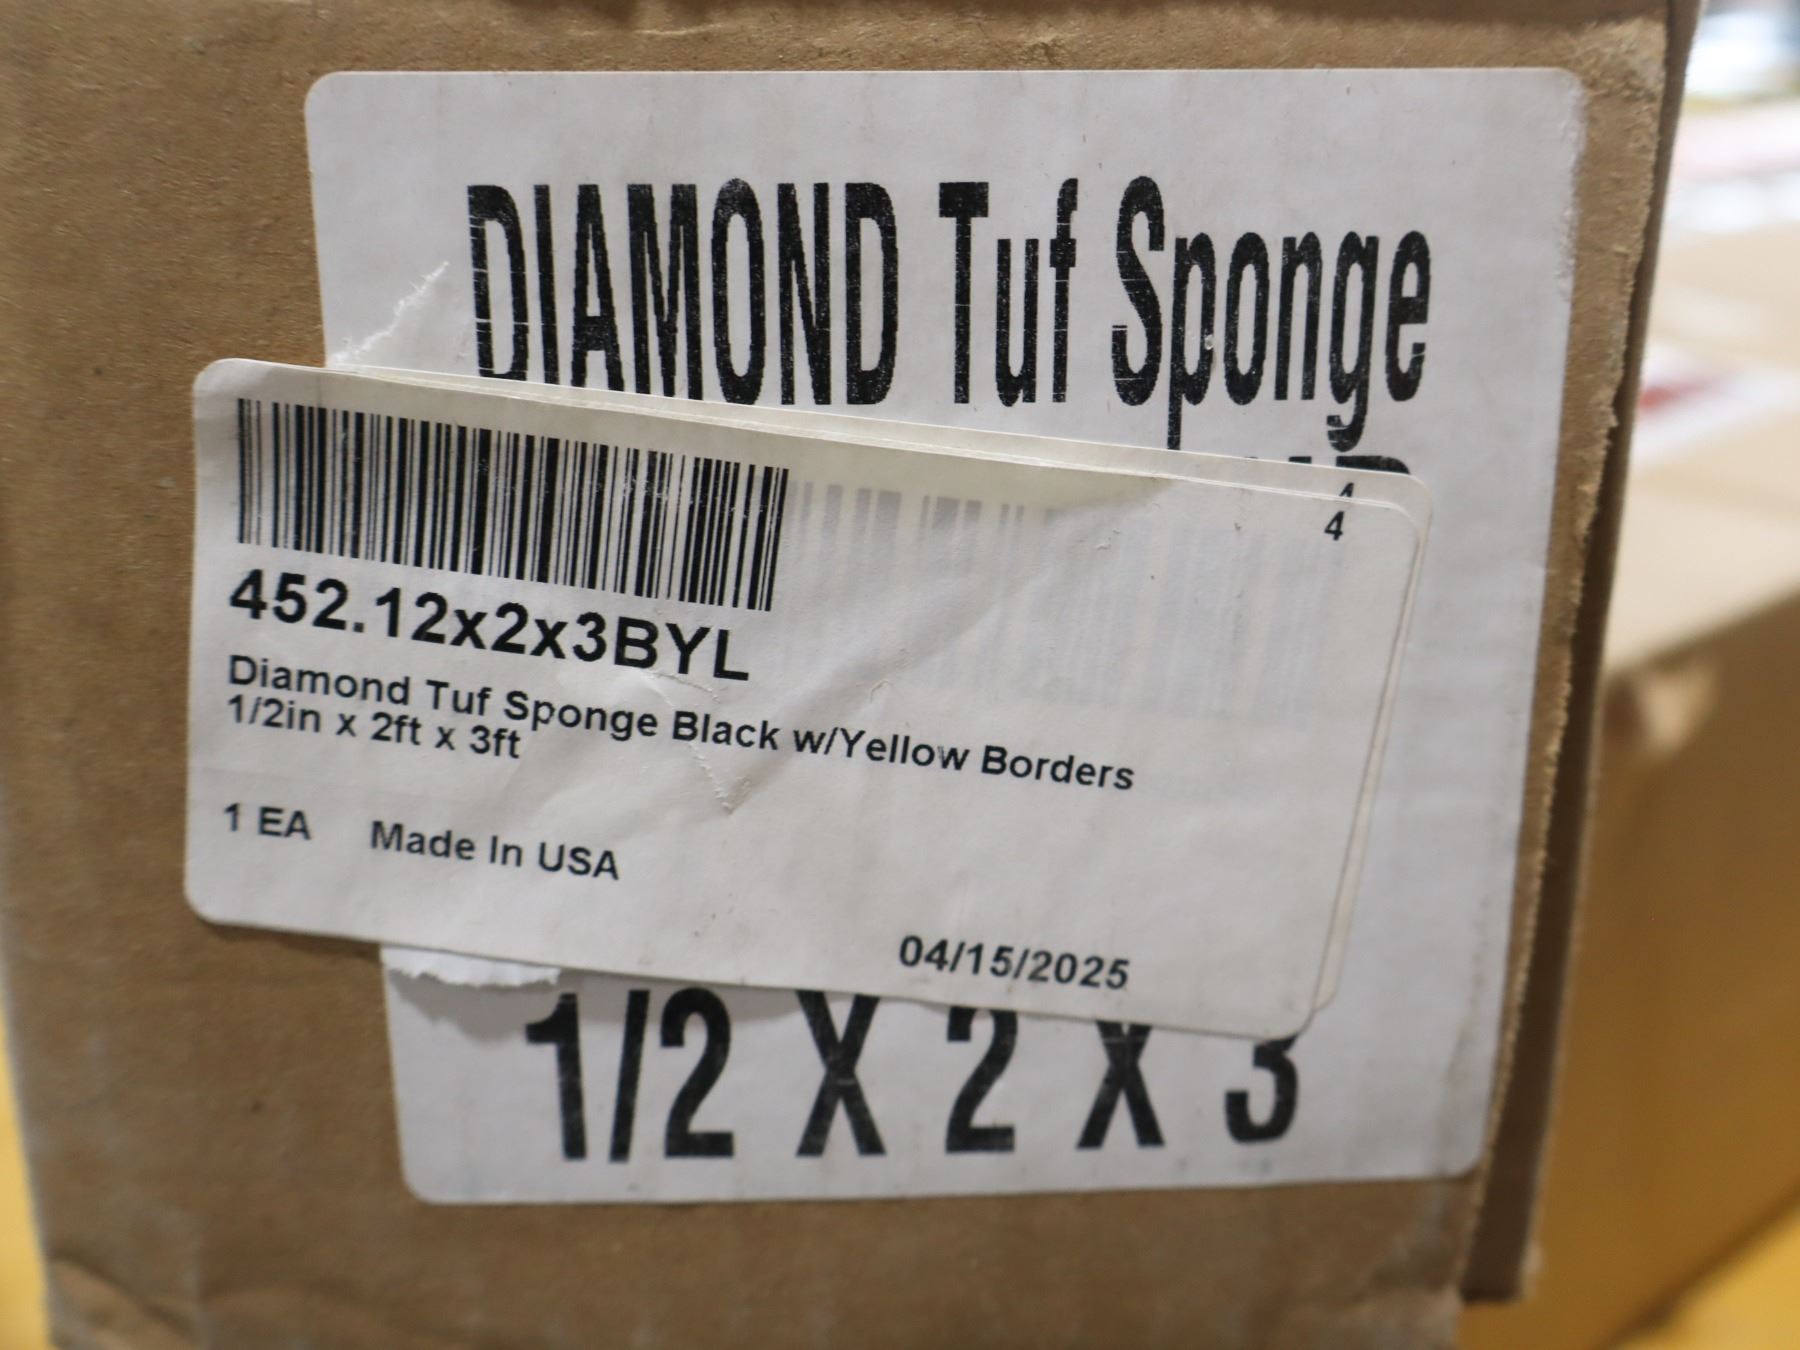 DIAMOND Tuf Sponge
4
4
452.12x2x3BYL
Diamond Tuf Sponge Black w/Yellow Borders
1/2in x 2ft x 3ft
1 EA Made In USA
04/15/2025
1/2 X 2 X 3